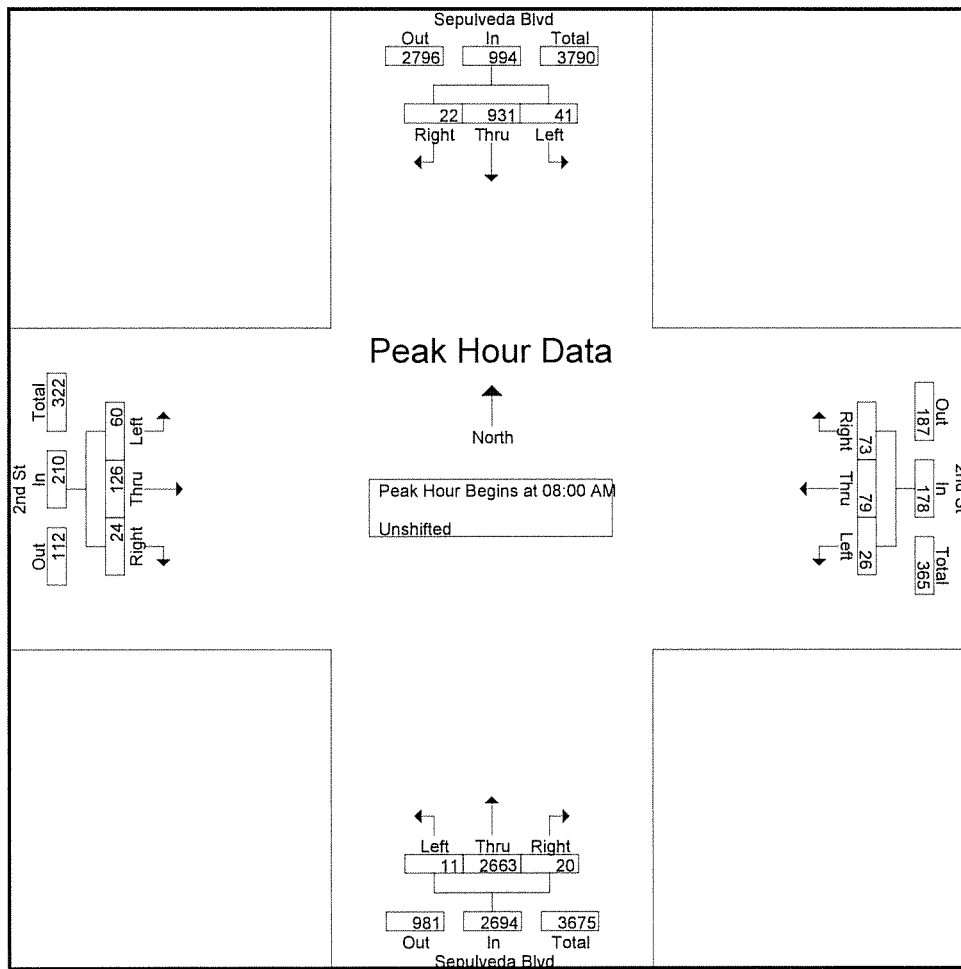 Sepulveda Blvd
Out In Total
2796 994 3790
22 931 41
Right Thru Left
Peak Hour Data
North
Peak Hour Begins at 08:00 AM
Unshifted
2nd St
Total In Out
322 210 112
60 126 24
Left Thru Right
2nd St
Out In Total
187 178 365
73 79 26
Right Thru Left
Left Thru Right
11 2663 20
981 2694 3675
Out In Total
Sepulveda Blvd